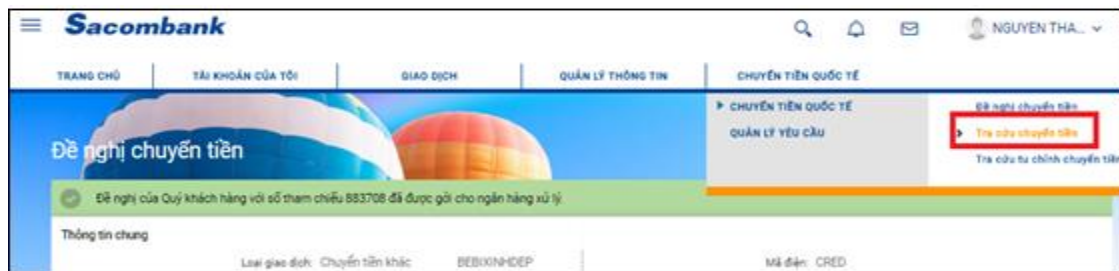 Sacombank
NGUYEN THA...
TRANG CHỦ
TÀI KHOẢN CỦA TÔI
GIAO DỊCH
QUẢN LÝ THÔNG TIN
CHUYỂN TIỀN QUỐC TẾ
CHUYỂN TIỀN QUỐC TẾ
QUẢN LÝ YÊU CẦU
Đề nghị chuyển tiền
Tra cứu chuyển tiền
Tra cứu tu chỉnh chuyển tiền
Đề nghị chuyển tiền
Đề nghị của Quý khách hàng với số tham chiếu 883708 đã được gởi cho ngân hàng xử lý.
Thông tin chung
Loại giao dịch: Chuyển tiền khác BEBIXINHDEP
Mã điện: CRED